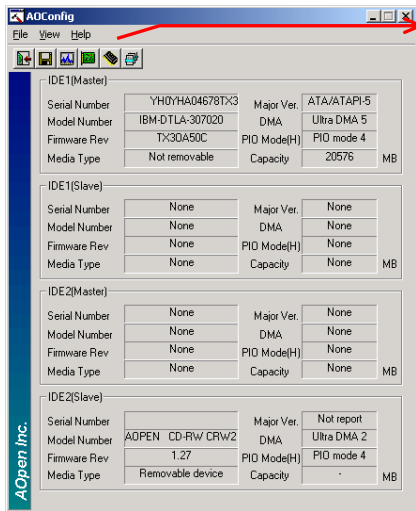 AOConfig
File View Help
IDE1(Master)
Serial Number YH0YHA04678TX3 Major Ver. ATA/ATAPI-5
Model Number IBM-DTLA-307020 DMA Ultra DMA 5
Firmware Rev TX3OA50C PIO Mode(H) PIO mode 4
Media Type Not removable Capacity 20576 MB
IDE1(Slave)
Serial Number None Major Ver. None
Model Number None DMA None
Firmware Rev None PIO Mode(H) None
Media Type None Capacity None MB
IDE2(Master)
Serial Number None Major Ver. None
Model Number None DMA None
Firmware Rev None PIO Mode(H) None
Media Type None Capacity None MB
IDE2(Slave)
Serial Number Major Ver. Not report
Model Number AOPEN CD-RW CRW2 DMA Ultra DMA 2
Firmware Rev 1.27 PIO Mode(H) PIO mode 4
Media Type Removable device Capacity - MB
AOpen Inc.